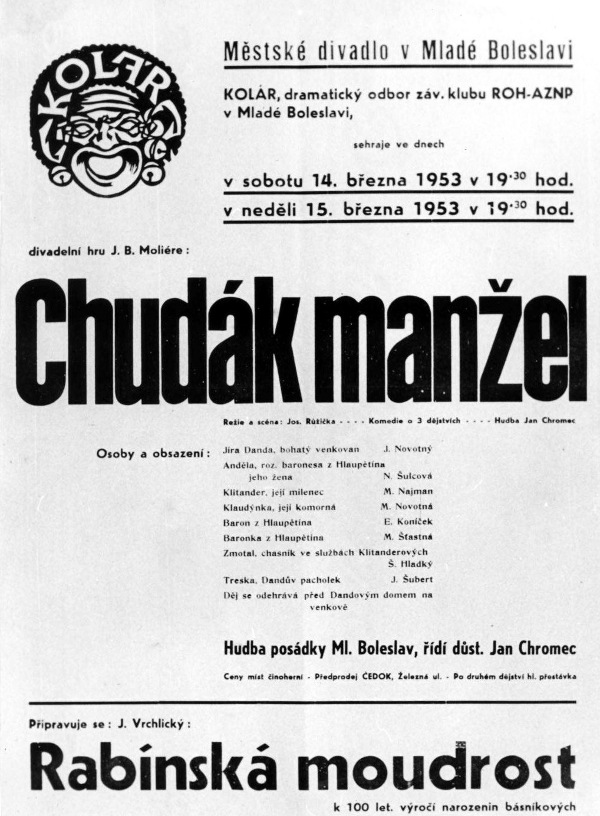 KOLÁR
Městské divadlo v Mladé Boleslavi
KOLÁR, dramatický odbor záv. klubu ROH-AZNP
v Mladé Boleslavi,
sehraje ve dnech
v sobotu 14. března 1953 v 19·30 hod.
v neděli 15. března 1953 v 19·30 hod.
divadelní hru J. B. Moliére :
Chudák manžel
Režie a scéna: Jos. Růžička - - - - Komedie o 3 dějstvích - - - - Hudba Jan Chromec
Osoby a obsazení :
Jíra Danda, bohatý venkovan J. Novotný
Anděla, roz. baronesa z Hlaupětína
jeho žena N. Šulcová
Klitander, její milenec M. Najman
Klaudýnka, její komorná M. Novotná
Baron z Hlaupětína E. Koníček
Baronka z Hlaupětína M. Šťastná
Zmotal, chasník ve službách Klitanderových
Š. Hladký
Treska, Dandův pacholek J. Šubert
Děj se odehrává před Dandovým domem na
venkově
Hudba posádky Ml. Boleslav, řídí důst. Jan Chromec
Ceny míst činoherní - Předprodej ČEDOK, Železná ul. - Po druhém dějství hl. přestávka
Připravuje se : J. Vrchlický :
Rabínská moudrost
k 100 let. výročí narozenin básníkových